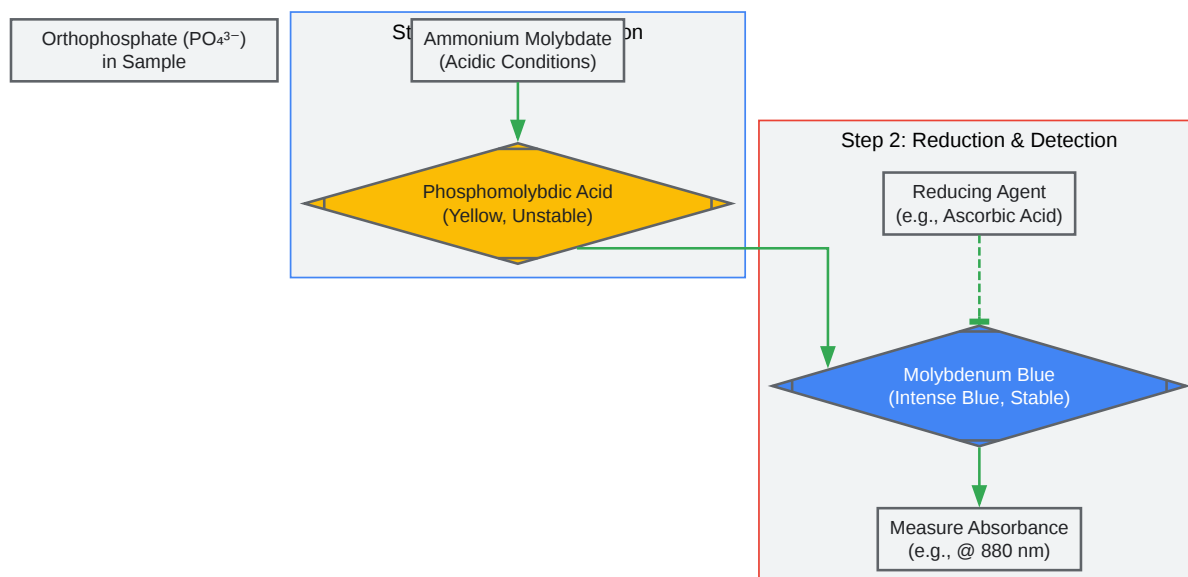 Orthophosphate (PO₄³⁻)
in Sample
Ammonium Molybdate
(Acidic Conditions)
Phosphomolybdic Acid
(Yellow, Unstable)
Step 2: Reduction & Detection
Reducing Agent
(e.g., Ascorbic Acid)
Molybdenum Blue
(Intense Blue, Stable)
Measure Absorbance
(e.g., @ 880 nm)